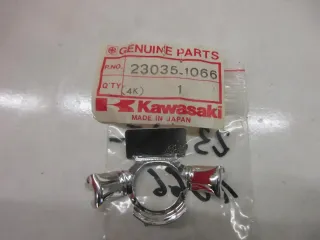 GENUINE PARTS
P.NO. 23035-1066
Q'TY (4K) 1
Kawasaki
MADE IN JAPAN